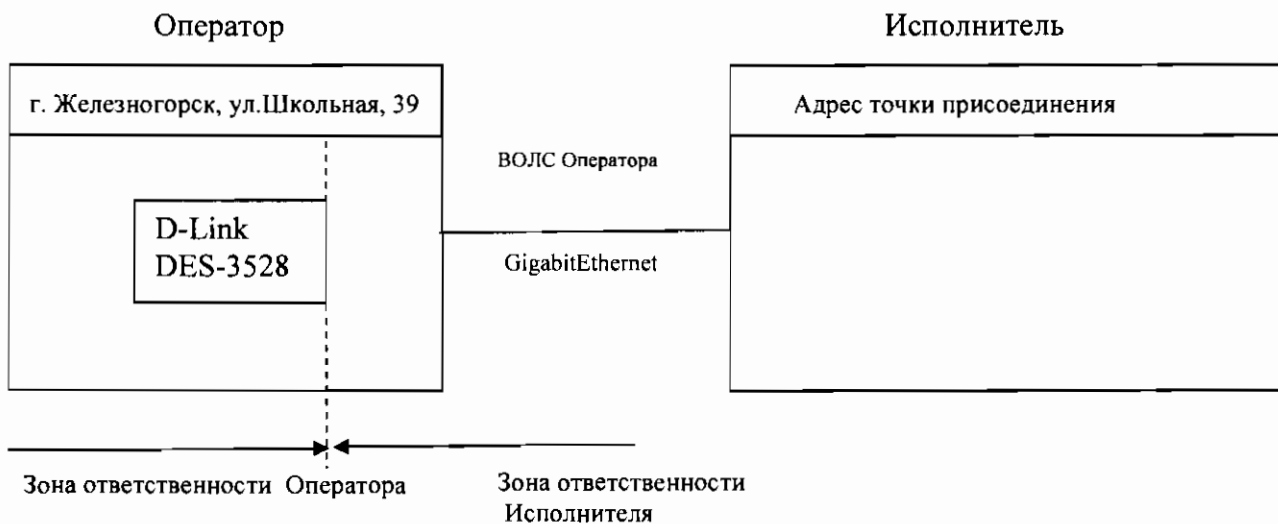 Оператор
Исполнитель
г. Железногорск, ул.Школьная, 39
Адрес точки присоединения
ВОЛС Оператора
D-Link
DES-3528
GigabitEthernet
Зона ответственности Оператора
Зона ответственности
Исполнителя